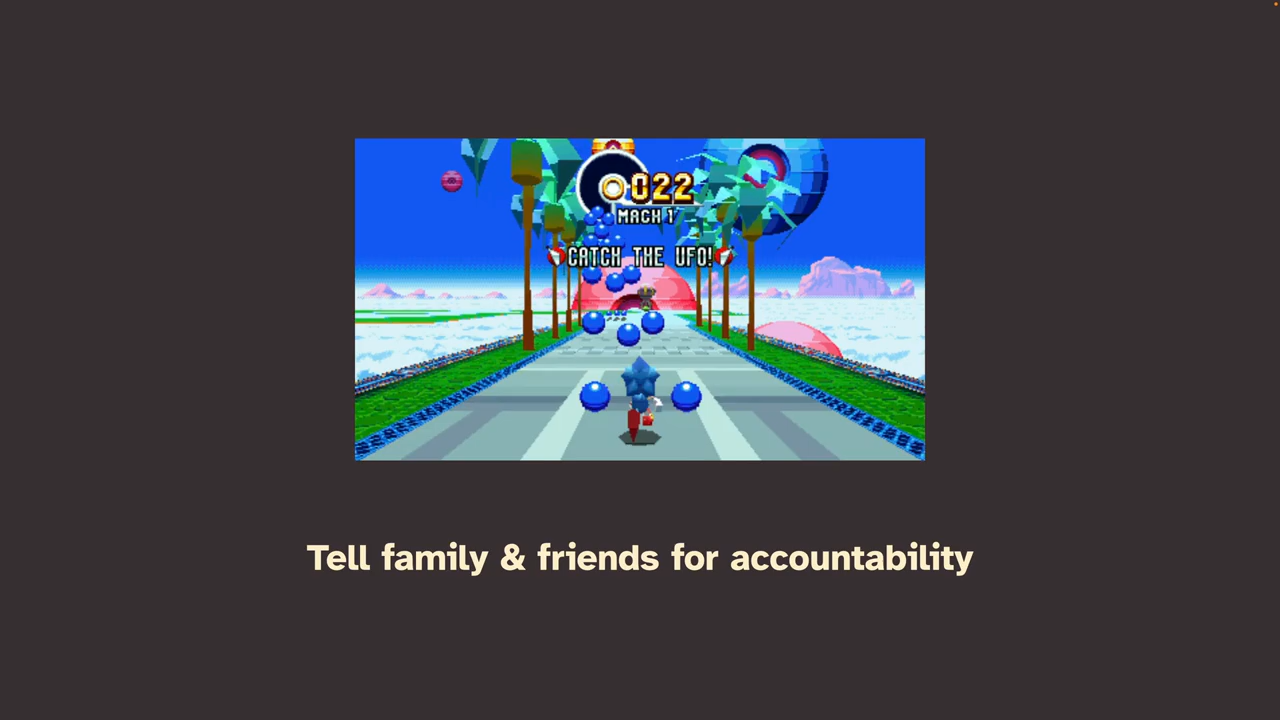 022
MACH 1
CATCH THE UFO!
Tell family & friends for accountability